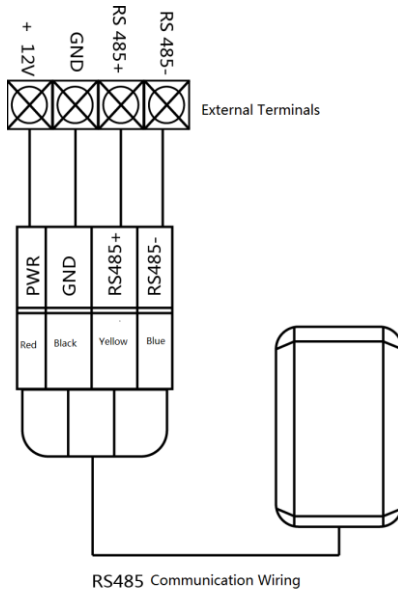 + 12V
GND
RS 485+
RS 485-
External Terminals
PWR
GND
RS485+
RS485-
Red
Black
Yellow
Blue
RS485 Communication Wiring